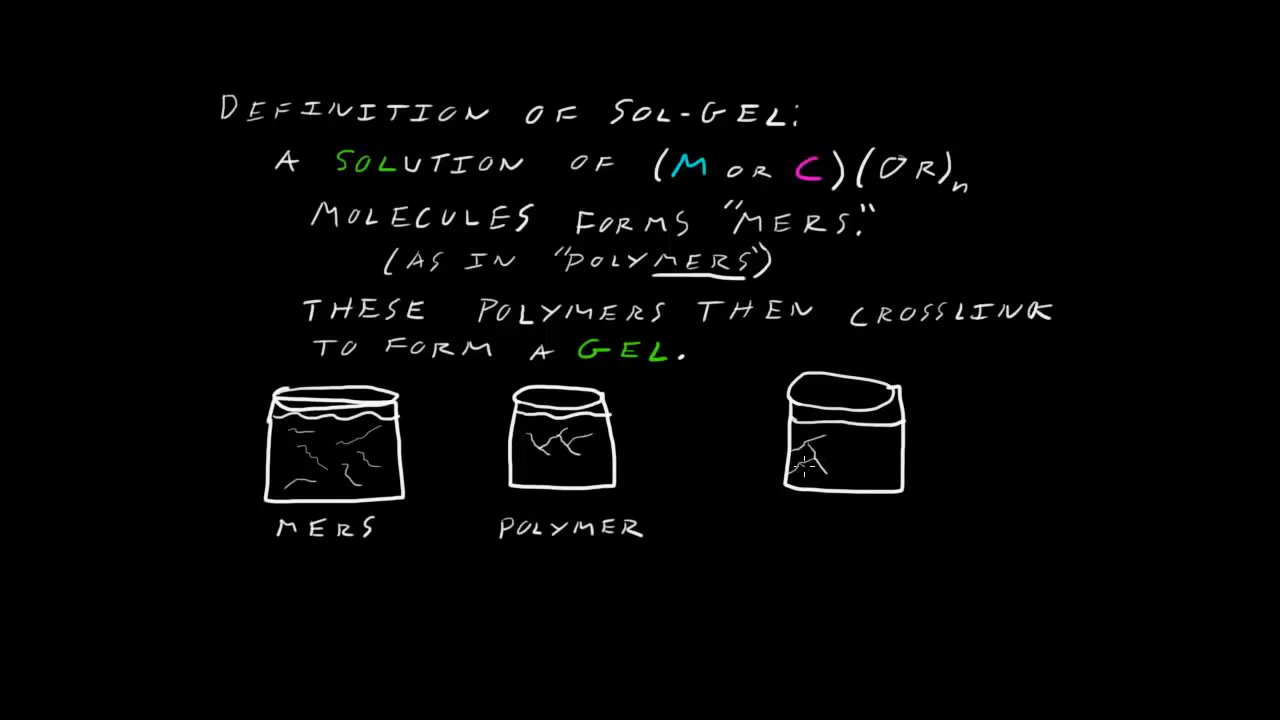 DEFINITION OF SOL-GEL:
A SOLUTION OF (M OR C)(OR)n
MOLECULES FORMS "MERS."
(AS IN "POLYMERS")
THESE POLYMERS THEN CROSSLINK
TO FORM A GEL.
MERS POLYMER